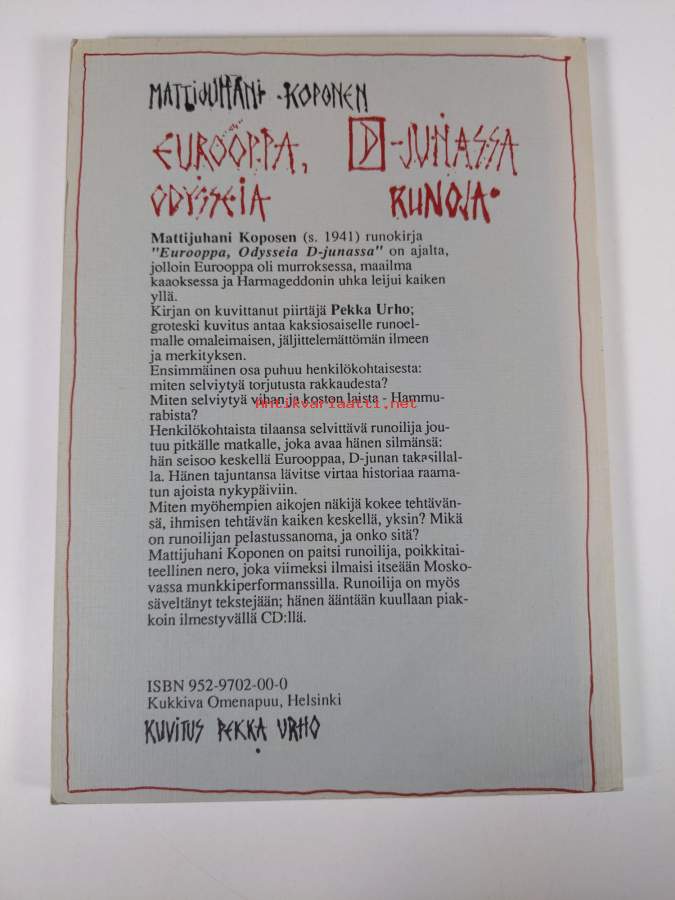 MATTIJUHANI KOPONEN
EUROOPPA, D-JUNASSA
ODYSSEIA RUNOJA
Mattijuhani Koposen (s. 1941) runokirja
"Eurooppa, Odysseia D-junassa" on ajalta,
jolloin Eurooppa oli murroksessa, maailma
kaaoksessa ja Harmageddonin uhka leijui kaiken
yllä.
Kirjan on kuvittanut piirtäjä Pekka Urho;
groteski kuvitus antaa kaksiosaiselle runoel-
malle omaleimaisen, jäljittelemättömän ilmeen
ja merkityksen.
Ensimmäinen osa puhuu henkilökohtaisesta:
miten selviytyä torjutusta rakkaudesta?
Miten selviytyä vihan ja koston laista - Hammu-
rabista?
Antikvariaatti.net
Henkilökohtaista tilaansa selvittävä runoilija jou-
tuu pitkälle matkalle, joka avaa hänen silmänsä:
hän seisoo keskellä Eurooppaa, D-junan takasillal-
la. Hänen tajuntansa lävitse virtaa historiaa raama-
tun ajoista nykypäiviin.
Miten myöhempien aikojen näkijä kokee tehtävän-
sä, ihmisen tehtävän kaiken keskellä, yksin? Mikä
on runoilijan pelastussanoma, ja onko sitä?
Mattijuhani Koponen on paitsi runoilija, poikkitai-
teellinen nero, joka viimeksi ilmaisi itseään Mosko-
vassa munkkiperformanssilla. Runoilija on myös
säveltänyt tekstejään; hänen ääntään kuullaan piak-
koin ilmestyvällä CD:llä.
ISBN 952-9702-00-0
Kukkiva Omenapuu, Helsinki
KUVITUS PEKKA URHO